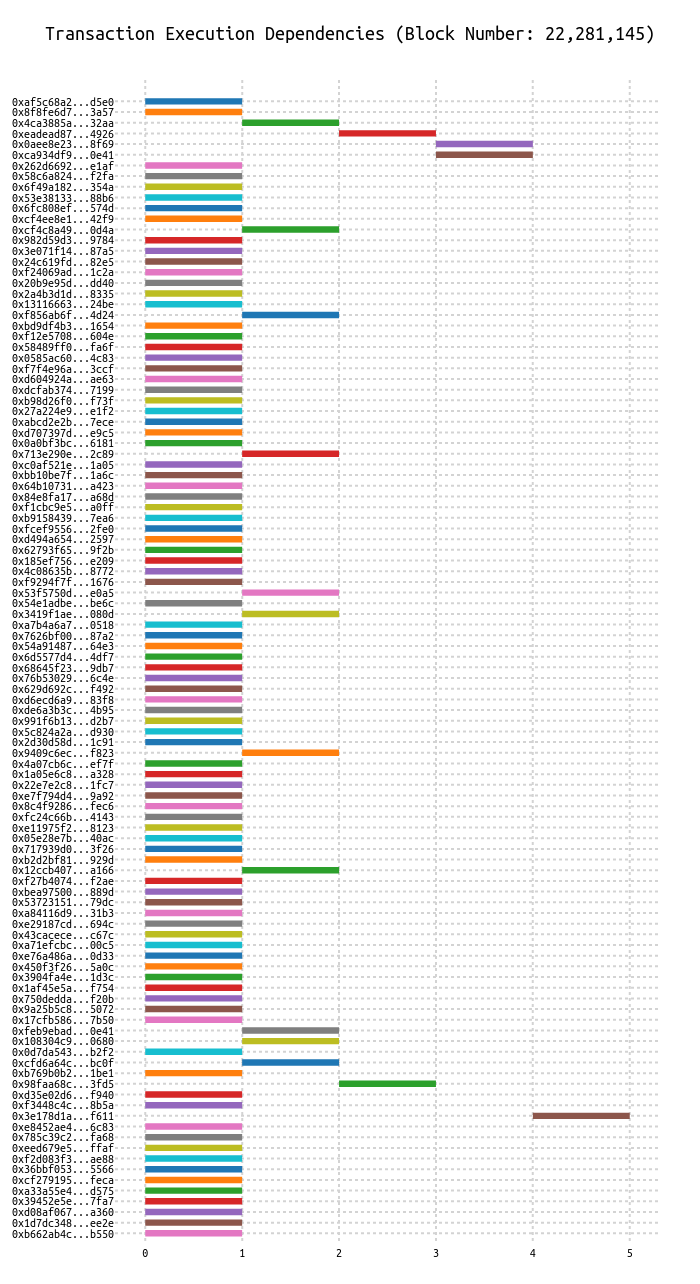 Transaction Execution Dependencies (Block Number: 22,281,145)
0xaf5c68a2...d5e0
0x8f8fe6d7...3a57
0x4ca3885a...32aa
0xeadead87...4926
0x0aee8e23...8f69
0xca934df9...0e41
0x262d6692...e1af
0x58c6a824...f2fa
0x6f49a182...354a
0x53e38133...88b6
0x6fc808ef...574d
0xcf4ee8e1...42f9
0xcf4c8a49...0d4a
0x982d59d3...9784
0x3e071f14...87a5
0x24c619fd...82e5
0xf24069ad...1c2a
0x20b9e95d...dd40
0x2a4b3d1d...8335
0x13116663...24be
0xf856ab6f...4d24
0xbd9df4b3...1654
0xf12e5708...604e
0x58489ff0...fa6f
0x0585ac60...4c83
0xf7f4e96a...3ccf
0xd604924a...ae63
0xdcfab374...7199
0xb98d26f0...f73f
0x27a224e9...e1f2
0xabcd2e2b...7ece
0xd707397d...e9c5
0x0a0bf3bc...6181
0x713e290e...2c89
0xc0af521e...1a05
0xbb10be7f...1a6c
0x64b10731...a423
0x84e8fa17...a68d
0xf1cbc9e5...a0ff
0xb9158439...7ea6
0xfcef9556...2fe0
0xd494a654...2597
0x62793f65...9f2b
0x185ef756...e209
0x4c08635b...8772
0xf9294f7f...1676
0x53f5750d...e0a5
0x54e1adbe...be6c
0x3419f1ae...080d
0xa7b4a6a7...0518
0x7626bf00...87a2
0x54a91487...64e3
0x6d5577d4...4df7
0x68645f23...9db7
0x76b53029...6c4e
0x629d692c...f492
0xd6ecd6a9...83f8
0xde6a3b3c...4b95
0x991f6b13...d2b7
0x5c824a2a...d930
0x2d30d58d...1c91
0x9409c6ec...f823
0x4a07cb6c...ef7f
0x1a05e6c8...a328
0x22e7e2c8...1fc7
0xe7f794d4...9a92
0x8c4f9286...fec6
0xfc24c66b...4143
0xe11975f2...8123
0x05e28e7b...40ac
0x717939d0...3f26
0xb2d2bf81...929d
0x12ccb407...a166
0xf27b4074...f2ae
0xbea97500...889d
0x53723151...79dc
0xa84116d9...31b3
0xe29187cd...694c
0x43cacece...c67c
0xa71efcbc...00c5
0xe76a486a...0d33
0x450f3f26...5a0c
0x3904fa4e...1d3c
0x1af45e5a...f754
0x750dedda...f20b
0x9a25b5c8...5072
0x17cfb586...7b50
0xfeb9ebad...0e41
0x108304c9...0680
0x0d7da543...b2f2
0xcfd6a64c...bc0f
0xb769b0b2...1be1
0x98faa68c...3fd5
0xd35e02d6...f940
0xf3448c4c...8b5a
0x3e178d1a...f611
0xe8452ae4...6c83
0x785c39c2...fa68
0xeed679e5...ffaf
0xf2d083f3...ae88
0x36bbf053...5566
0xcf279195...feca
0xa33a55e4...d575
0x39452e5e...7fa7
0xd08af067...a360
0x1d7dc348...ee2e
0xb662ab4c...b550
0 1 2 3 4 5